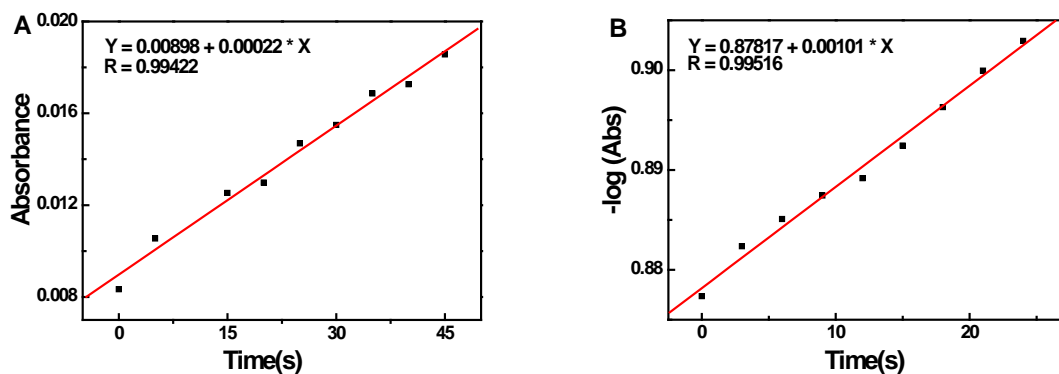 A
Y = 0.00898 + 0.00022 * X
R = 0.99422
0.020
0.016
0.012
0.008
Absorbance
0 15 30 45
Time(s)
B
Y = 0.87817 + 0.00101 * X
R = 0.99516
0.90
0.89
0.88
-log (Abs)
0 10 20
Time(s)